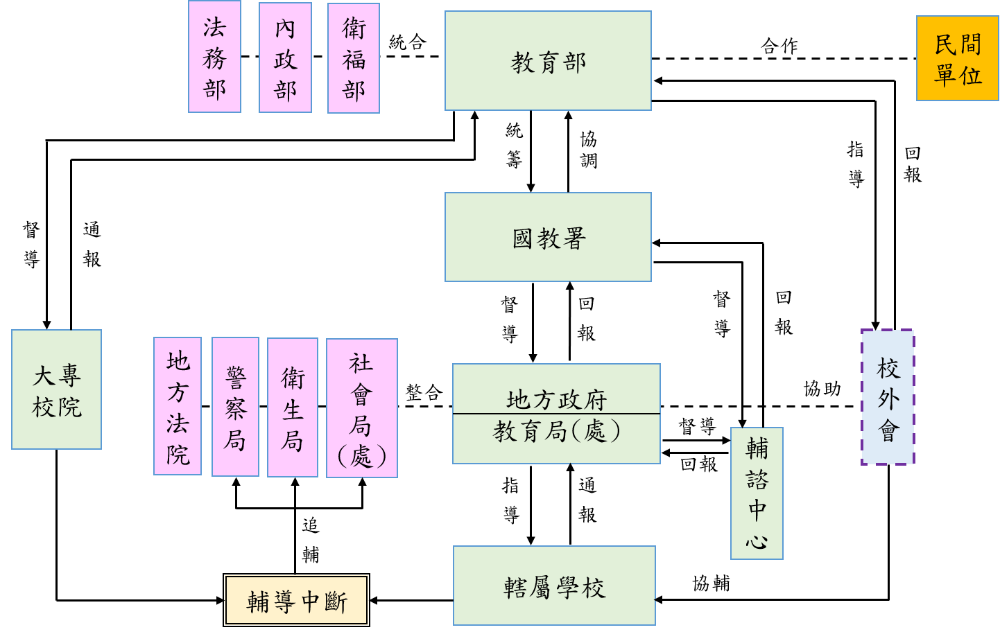 法務部
內政部
衛福部
統合
教育部
合作
民間
單位
統籌
協調
指導
回報
督導
通報
國教署
督導
回報
督導
回報
大專
校院
地方法院
警察局
衛生局
社會局(處)
整合
地方政府
教育局(處)
協助
校外會
督導
回報
輔諮中心
指導
通報
追輔
輔導中斷
轄屬學校
協輔